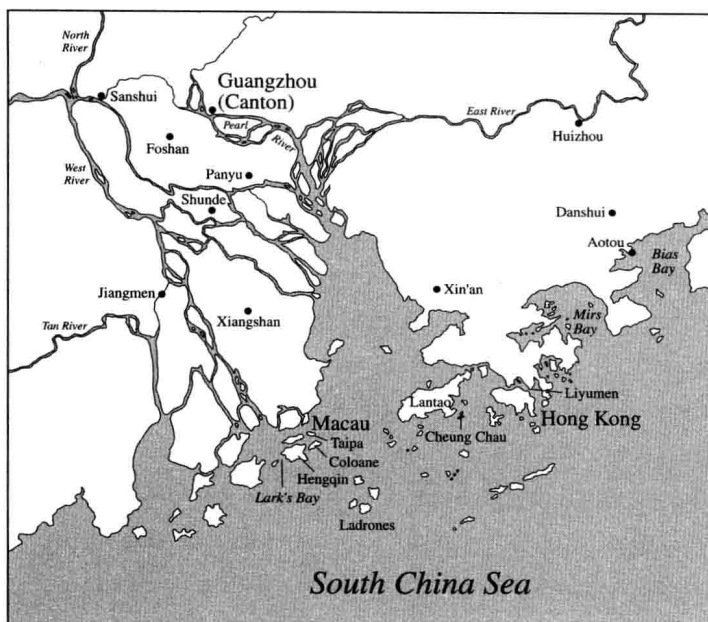 North
River
Sanshui
Guangzhou
(Canton)
Pearl
River
East River
Huizhou
Foshan
West
River
Panyu
Shunde
Danshui
Aotou
Bias
Bay
Jiangmen
Xin'an
Xiangshan
Mirs
Bay
Tan River
Liyumen
Lantao
Hong Kong
Macau
Cheung Chau
Taipa
Coloane
Hengqin
Lark's Bay
Ladrones
South China Sea